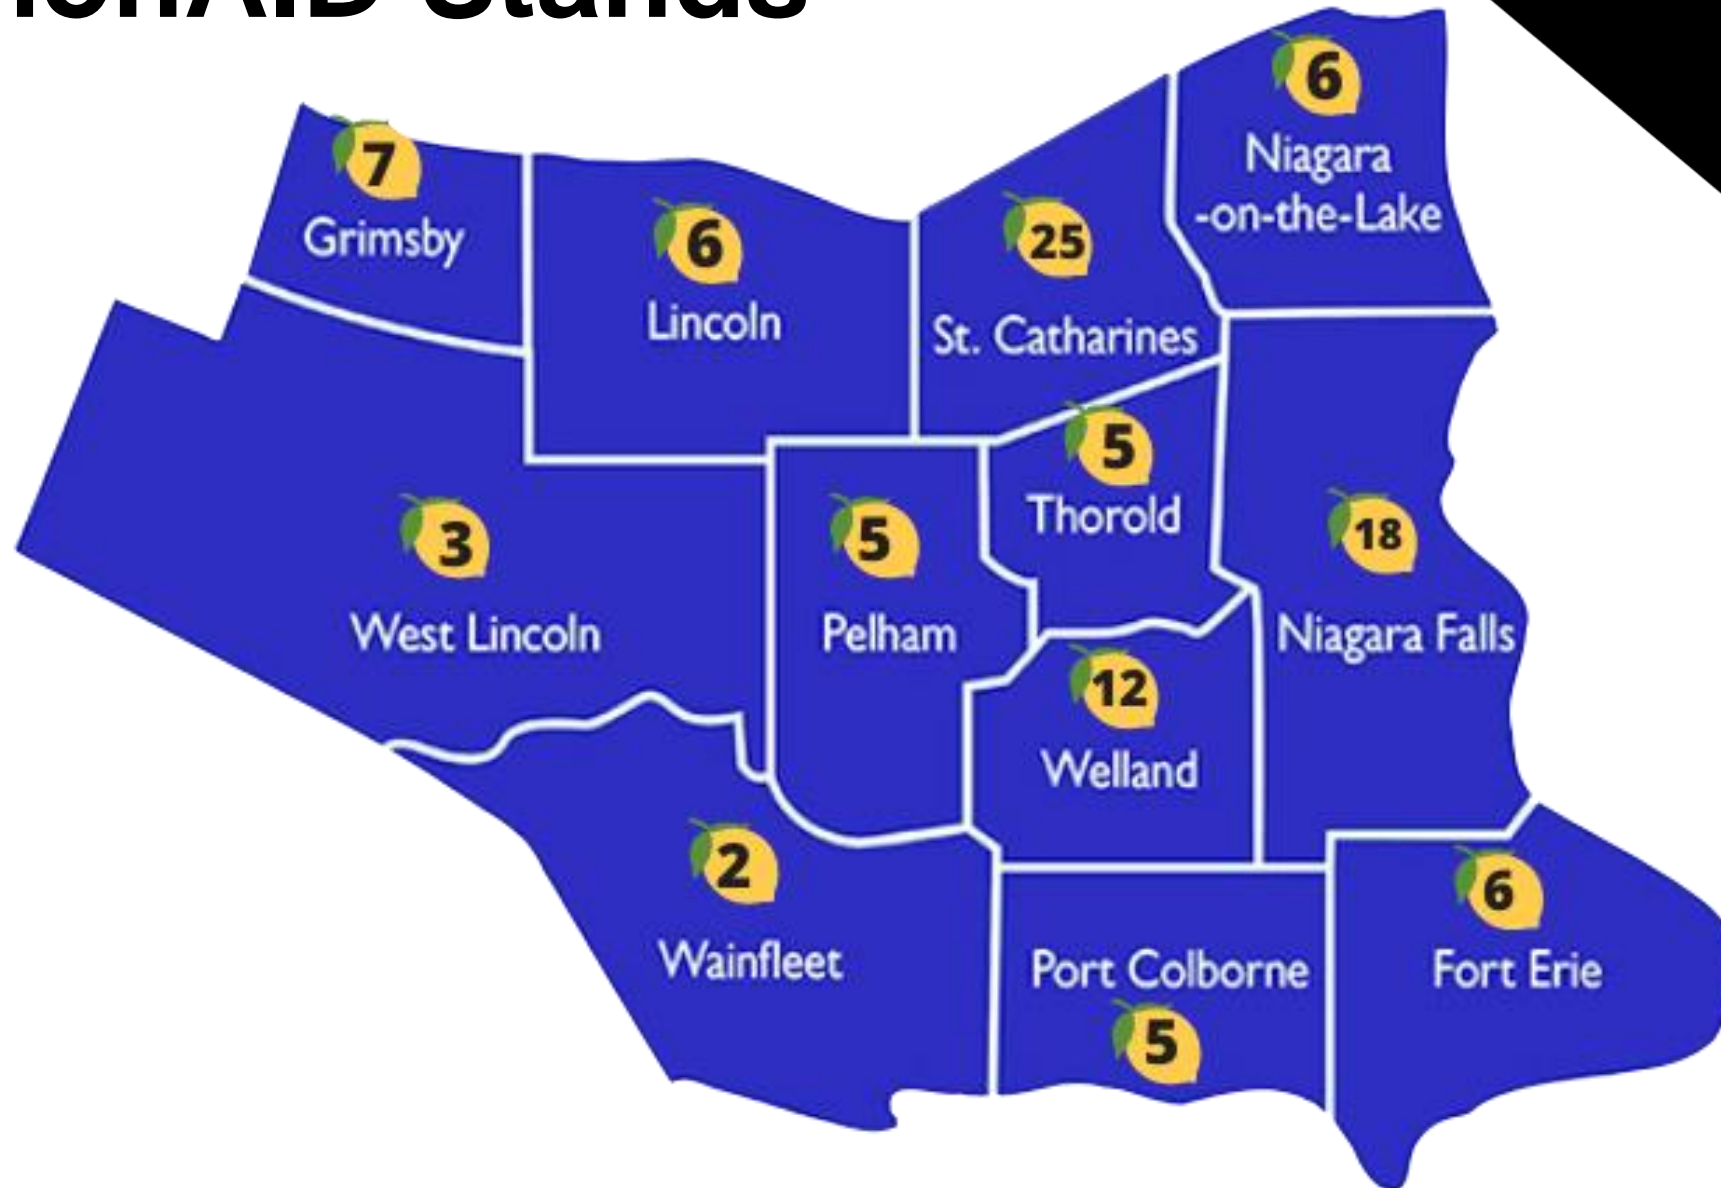 Stands
6
Niagara
-on-the-Lake
7
Grimsby
6
Lincoln
25
St. Catharines
5
Thorold
3
West Lincoln
5
Pelham
18
Niagara Falls
12
Welland
2
Wainfleet
Port Colborne
5
6
Fort Erie